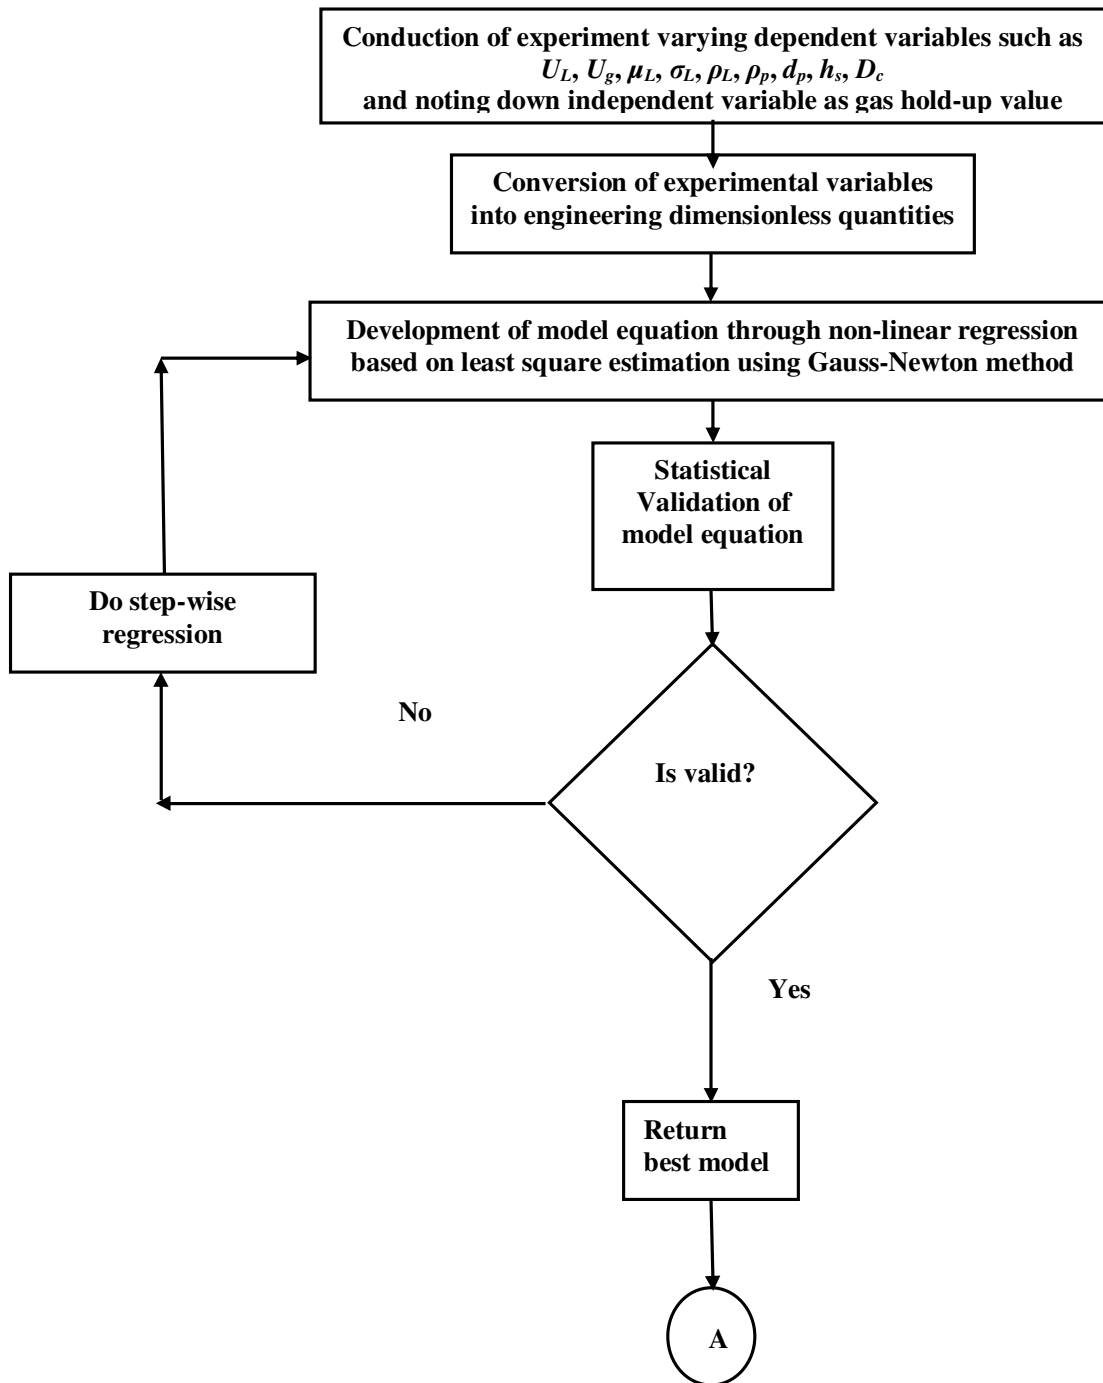 Conduction of experiment varying dependent variables such as
U_L, U_g, μ_L, σ_L, ρ_L, ρ_p, d_p, h_s, D_c
and noting down independent variable as gas hold-up value
Conversion of experimental variables
into engineering dimensionless quantities
Development of model equation through non-linear regression
based on least square estimation using Gauss-Newton method
Statistical
Validation of
model equation
Do step-wise
regression
No
Is valid?
Yes
Return
best model
A